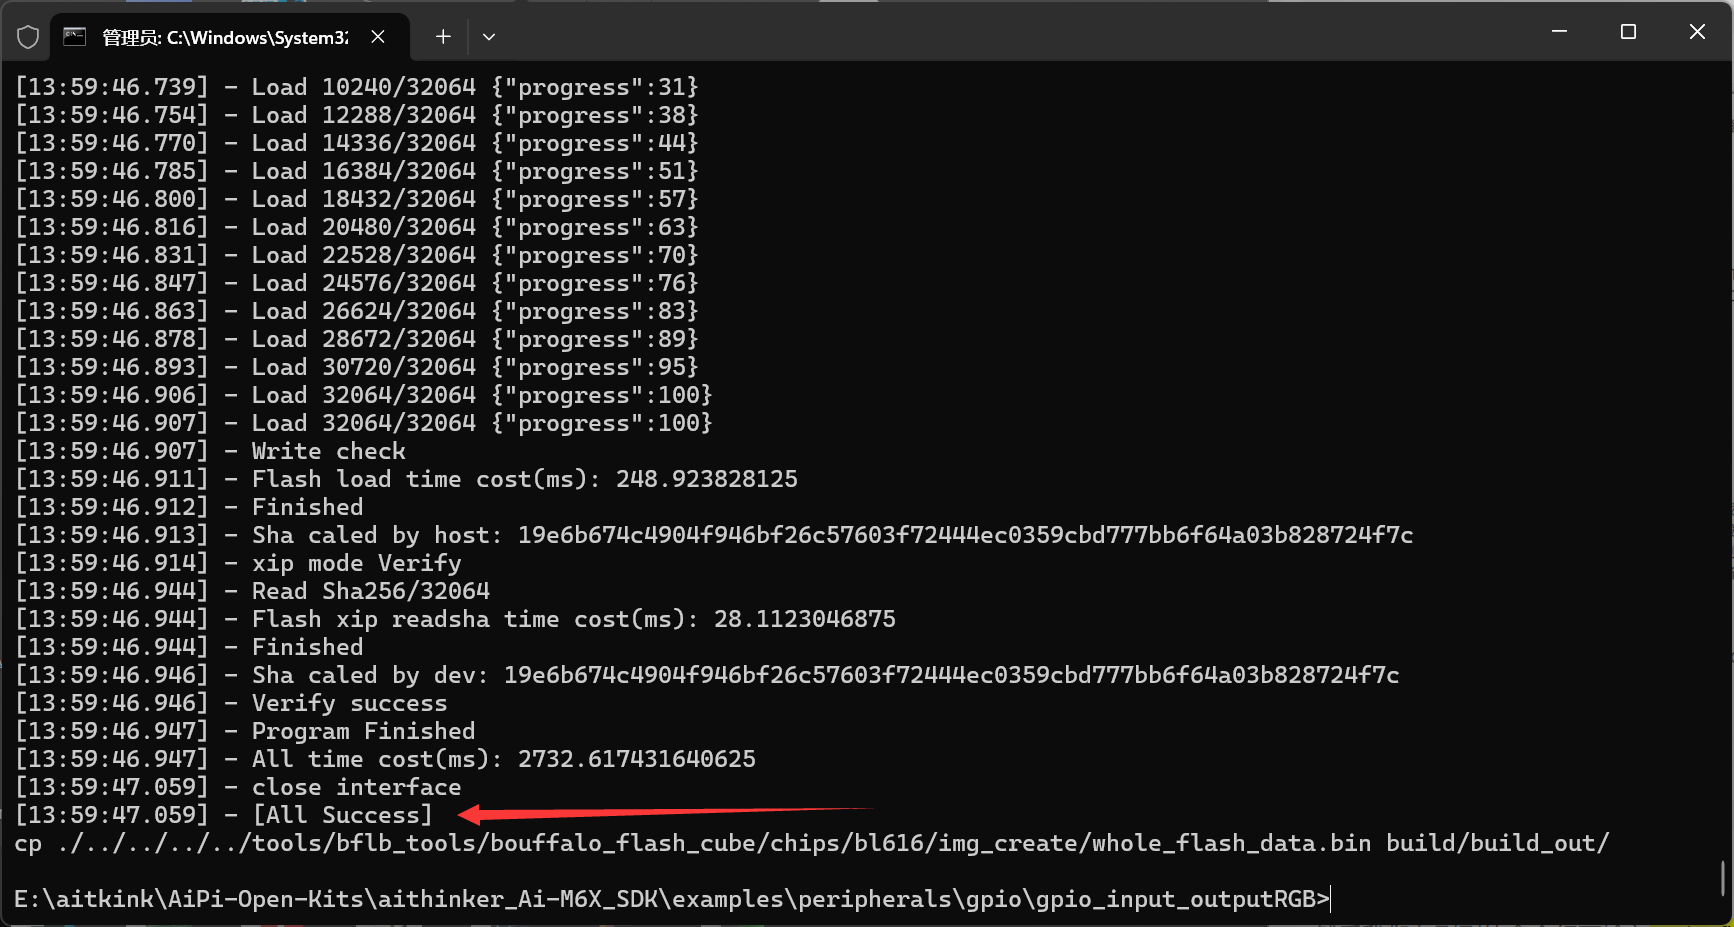 管理员: C:\Windows\System32
[13:59:46.739] - Load 10240/32064 {"progress":31}
[13:59:46.754] - Load 12288/32064 {"progress":38}
[13:59:46.770] - Load 14336/32064 {"progress":44}
[13:59:46.785] - Load 16384/32064 {"progress":51}
[13:59:46.800] - Load 18432/32064 {"progress":57}
[13:59:46.816] - Load 20480/32064 {"progress":63}
[13:59:46.831] - Load 22528/32064 {"progress":70}
[13:59:46.847] - Load 24576/32064 {"progress":76}
[13:59:46.863] - Load 26624/32064 {"progress":83}
[13:59:46.878] - Load 28672/32064 {"progress":89}
[13:59:46.893] - Load 30720/32064 {"progress":95}
[13:59:46.906] - Load 32064/32064 {"progress":100}
[13:59:46.907] - Load 32064/32064 {"progress":100}
[13:59:46.907] - Write check
[13:59:46.911] - Flash load time cost(ms): 248.923828125
[13:59:46.912] - Finished
[13:59:46.913] - Sha caled by host: 19e6b674c4904f946bf26c57603f72444ec0359cbd777bb6f64a03b828724f7c
[13:59:46.914] - xip mode Verify
[13:59:46.944] - Read Sha256/32064
[13:59:46.944] - Flash xip readsha time cost(ms): 28.1123046875
[13:59:46.944] - Finished
[13:59:46.946] - Sha caled by dev: 19e6b674c4904f946bf26c57603f72444ec0359cbd777bb6f64a03b828724f7c
[13:59:46.946] - Verify success
[13:59:46.947] - Program Finished
[13:59:46.947] - All time cost(ms): 2732.617431640625
[13:59:47.059] - close interface
[13:59:47.059] - [All Success]
cp ./../../../../tools/bflb_tools/bouffalo_flash_cube/chips/bl616/img_create/whole_flash_data.bin build/build_out/
E:\aitkink\AiPi-Open-Kits\aithinker_Ai-M6X_SDK\examples\peripherals\gpio\gpio_input_outputRGB>